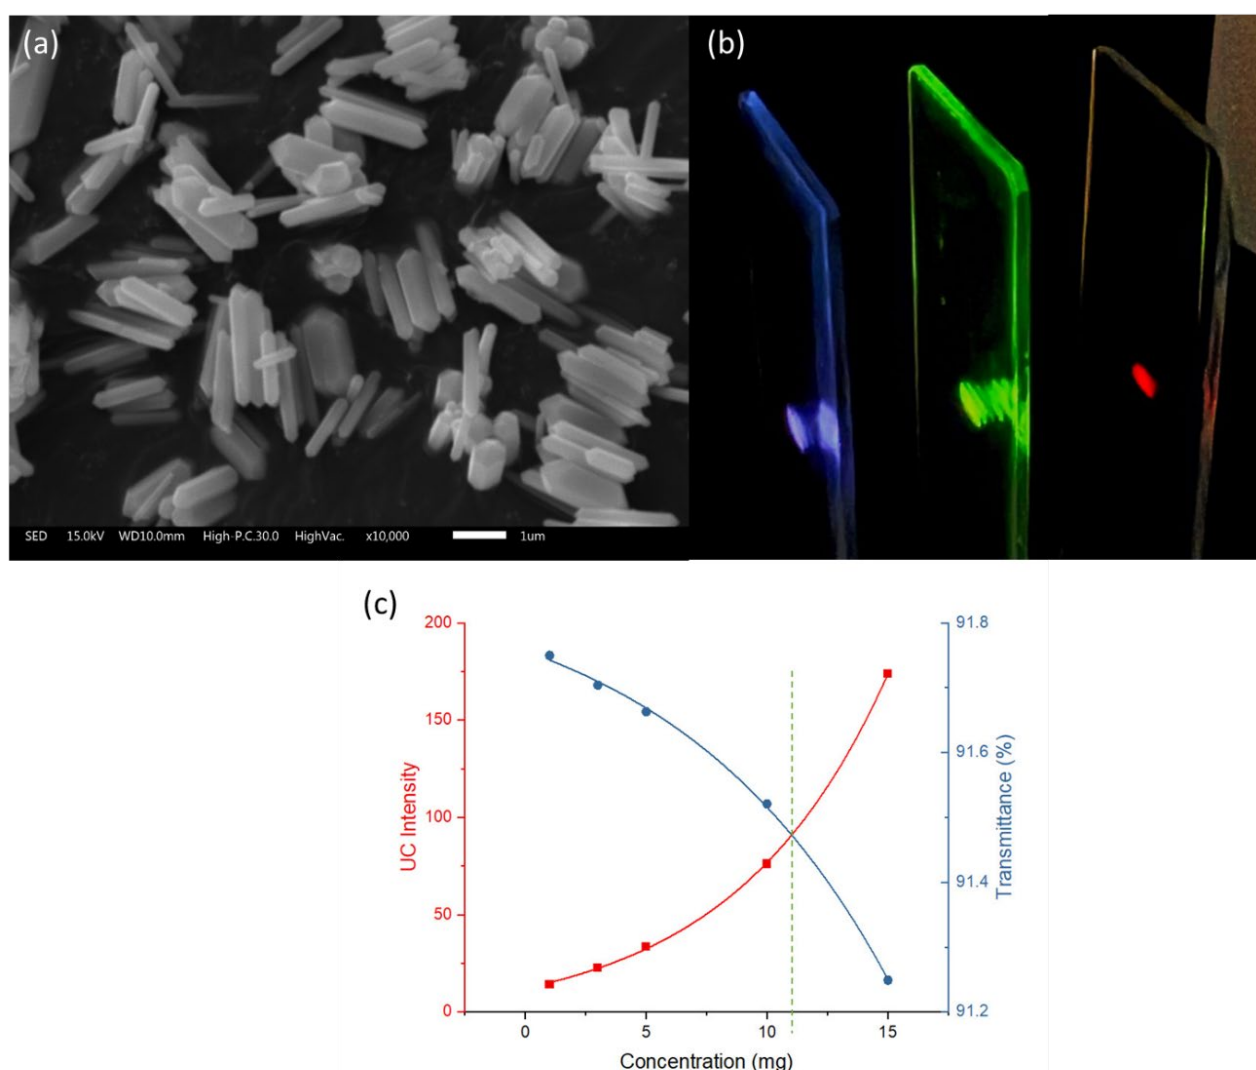 (a)
(b)
SED 15.0kV WD10.0mm High-P.C.30.0 HighVac. x10,000 1um
(c)
200
150
100
50
0
UC Intensity
91.8
91.6
91.4
91.2
Transmittance (%)
0 5 10 15
Concentration (mg)